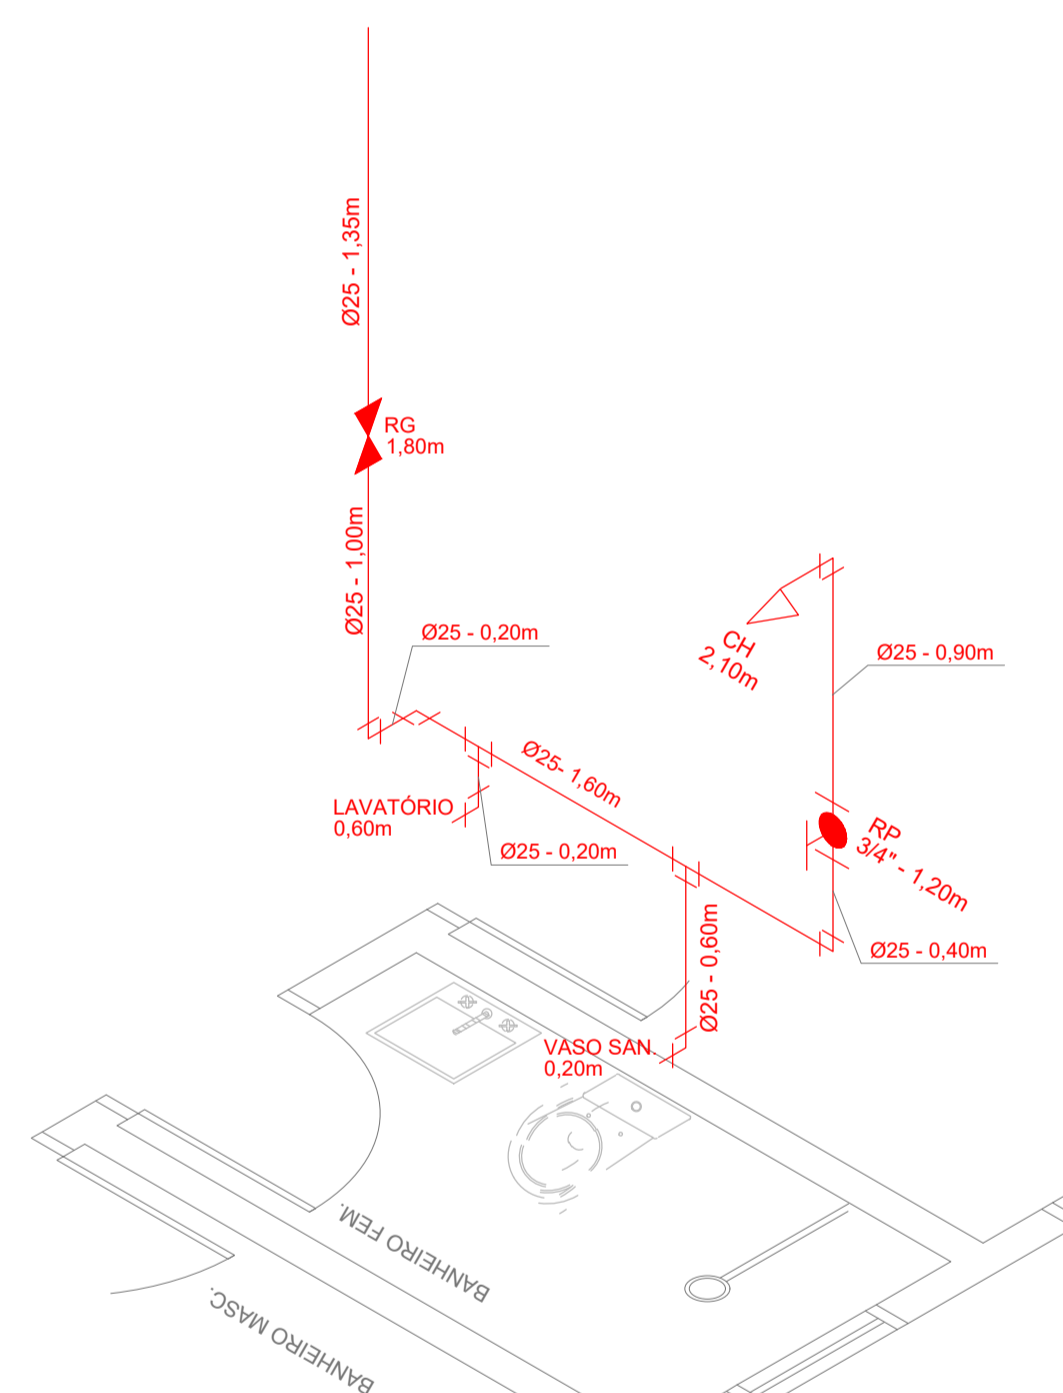 Ø25 - 1,35m
RG
1,80m
Ø25 - 1,00m
Ø25 - 0,20m
CH
2,10m
Ø25 - 0,90m
Ø25- 1,60m
LAVATÓRIO
0,60m
Ø25 - 0,20m
RP
3/4" - 1,20m
Ø25 - 0,60m
Ø25 - 0,40m
VASO SAN.
0,20m
BANHEIRO FEM.
BANHEIRO MASC.